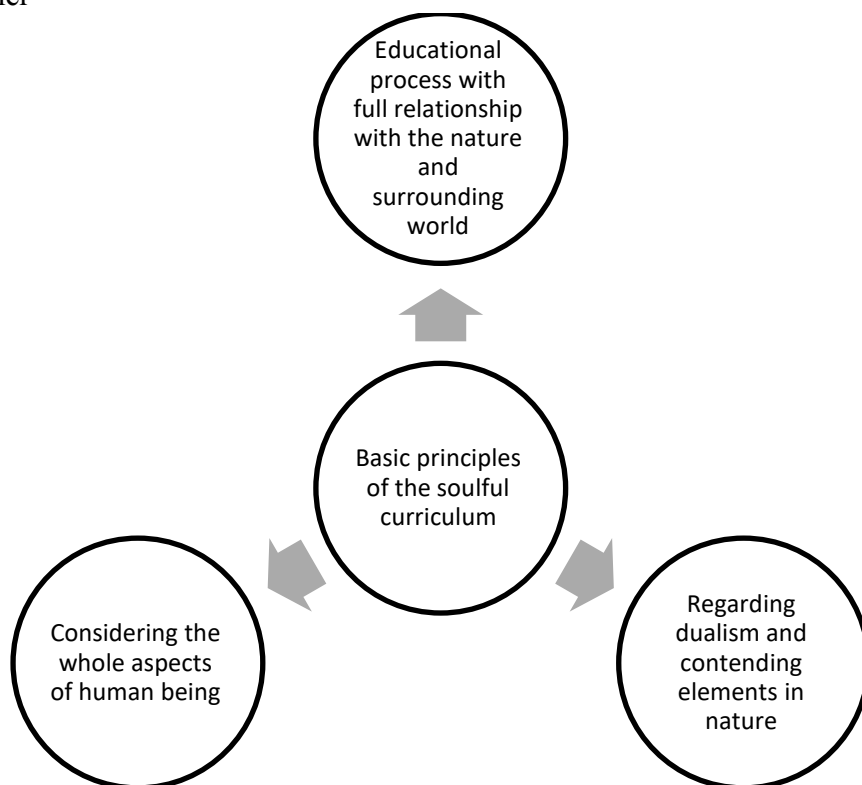 Educational
process with
full relationship
with the nature
and
surrounding
world
Basic principles
of the soulful
curriculum
Considering the
whole aspects
of human being
Regarding
dualism and
contending
elements in
nature